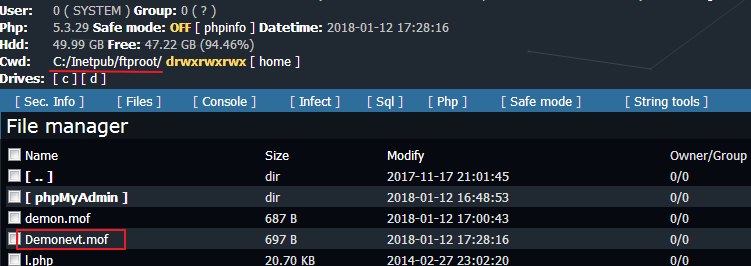 User: 0 ( SYSTEM ) Group: 0 ( ? )
Php: 5.3.29 Safe mode: OFF [ phpinfo ] Datetime: 2018-01-12 17:28:16
Hdd: 49.99 GB Free: 47.22 GB (94.46%)
Cwd: C:/Inetpub/ftproot/ drwxrwxrwx [ home ]
Drives: [ c ] [ d ]
[ Sec. Info ] [ Files ] [ Console ] [ Infect ] [ Sql ] [ Php ] [ Safe mode ] [ String tools ]
File manager
Name Size Modify Owner/Group
[ .. ] dir 2017-11-17 21:01:45 0/0
[ phpMyAdmin ] dir 2018-01-12 16:48:53 0/0
demon.mof 687 B 2018-01-12 17:00:43 0/0
Demonevt.mof 697 B 2018-01-12 17:28:16 0/0
l.php 20.70 KB 2014-02-27 23:02:20 0/0